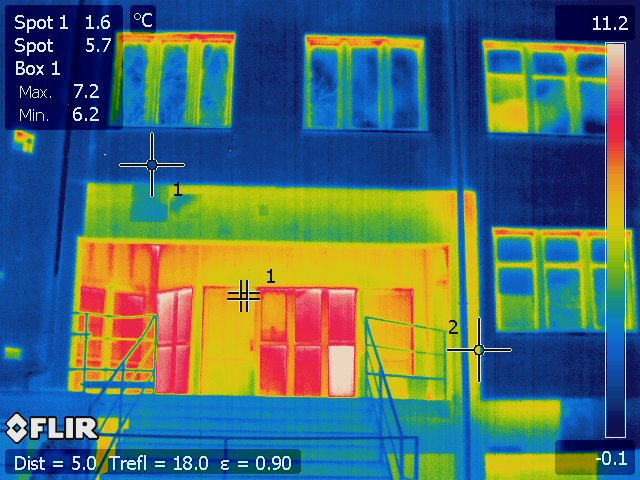 Spot 1 1.6 °C
Spot 5.7
Box 1
Max. 7.2
Min. 6.2
11.2
1
1
2
-0.1
FLIR
Dist = 5.0 Trefl = 18.0 ε = 0.90